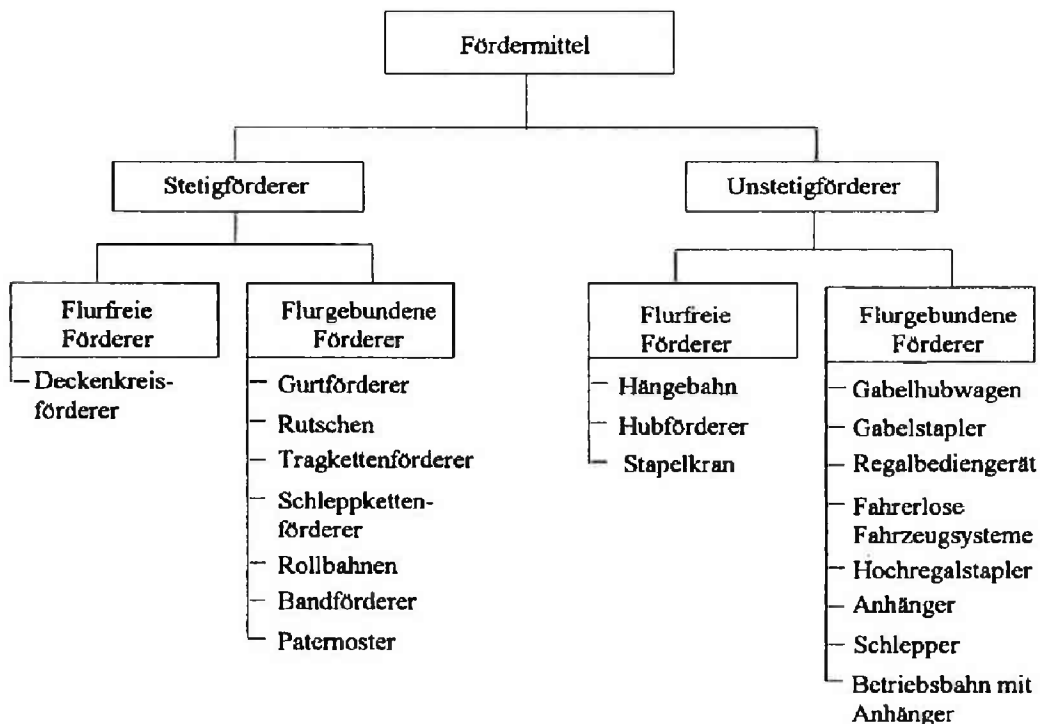 Fördermittel
Stetigförderer
Unstetigförderer
Flurfreie
Förderer
Deckenkreis-
förderer
Flurgebundene
Förderer
Gurtförderer
Rutschen
Tragkettenförderer
Schleppketten-
förderer
Rollbahnen
Bandförderer
Paternoster
Flurfreie
Förderer
Hängebahn
Hubförderer
Stapelkran
Flurgebundene
Förderer
Gabelhubwagen
Gabelstapler
Regalbediengerät
Fahrerlose
Fahrzeugsysteme
Hochregalstapler
Anhänger
Schlepper
Betriebsbahn mit
Anhänger